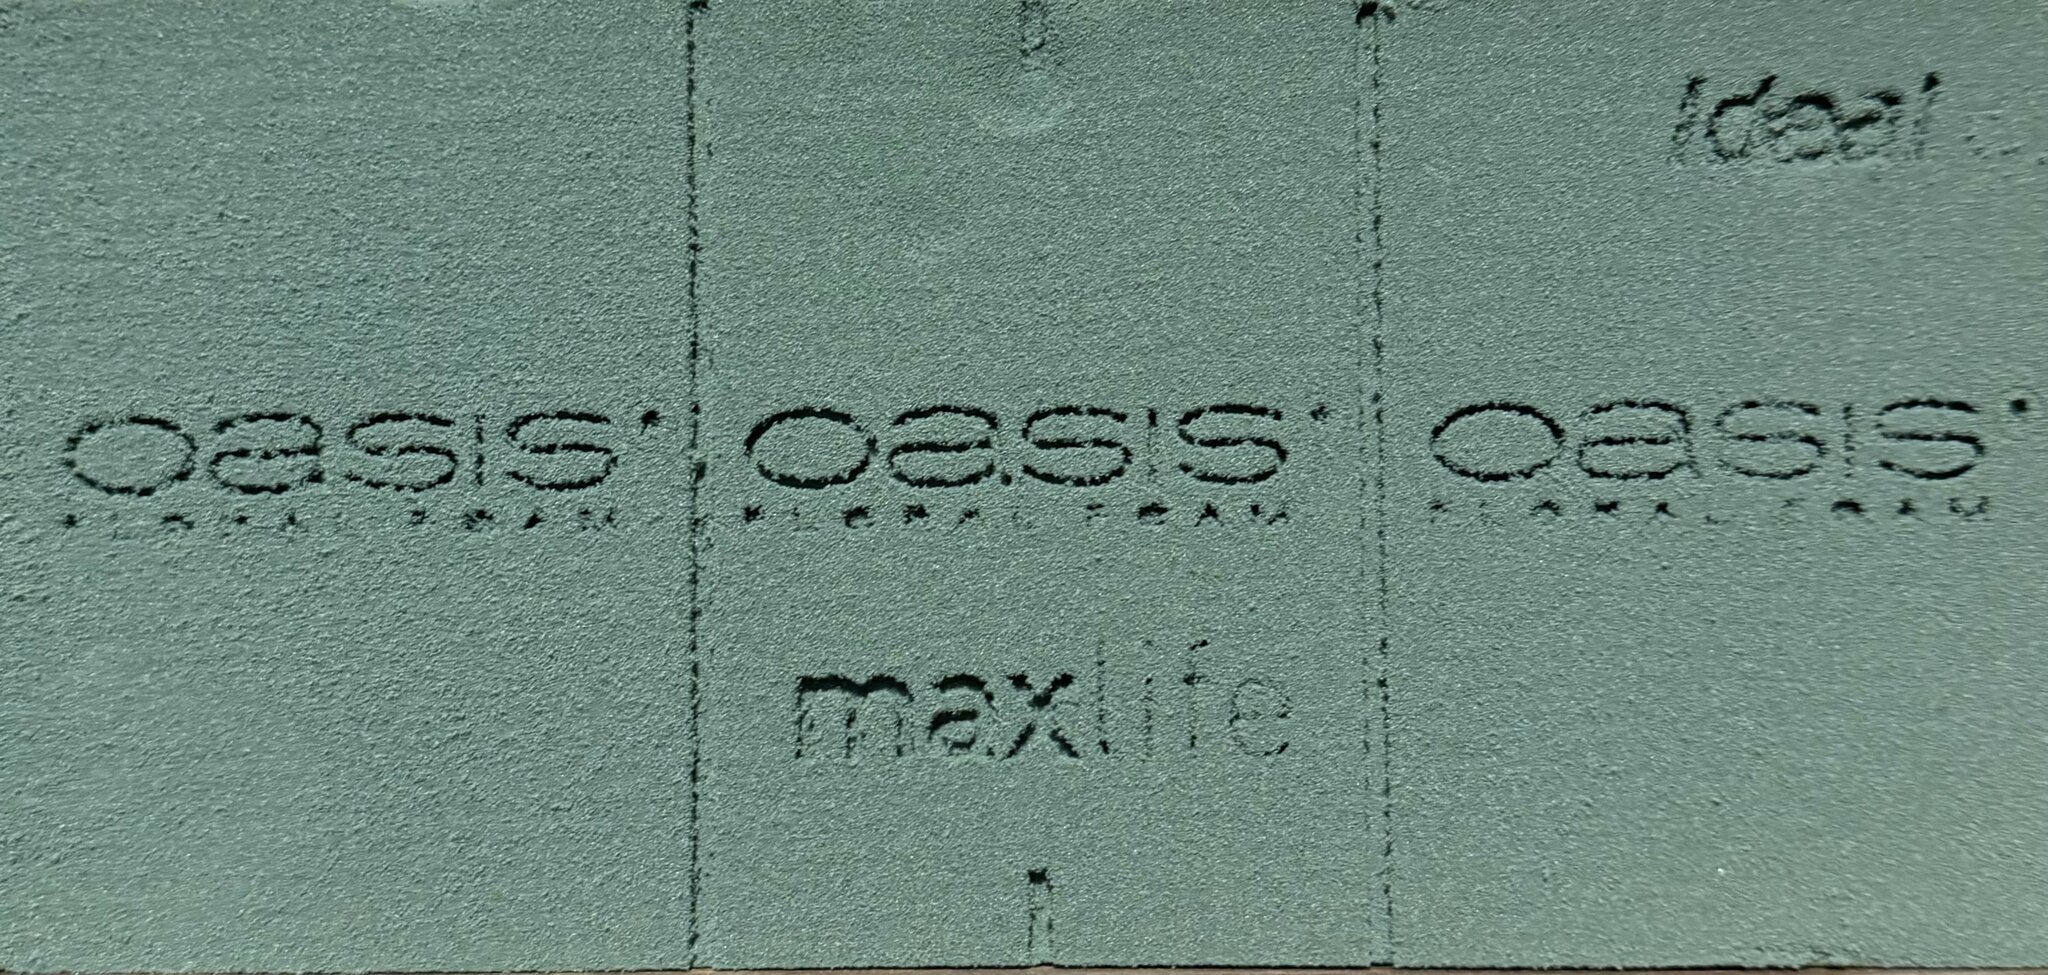 Ideal
oasis
FLORAL FOAM
oasis
FLORAL FOAM
oasis
FLORAL FOAM
maxlife